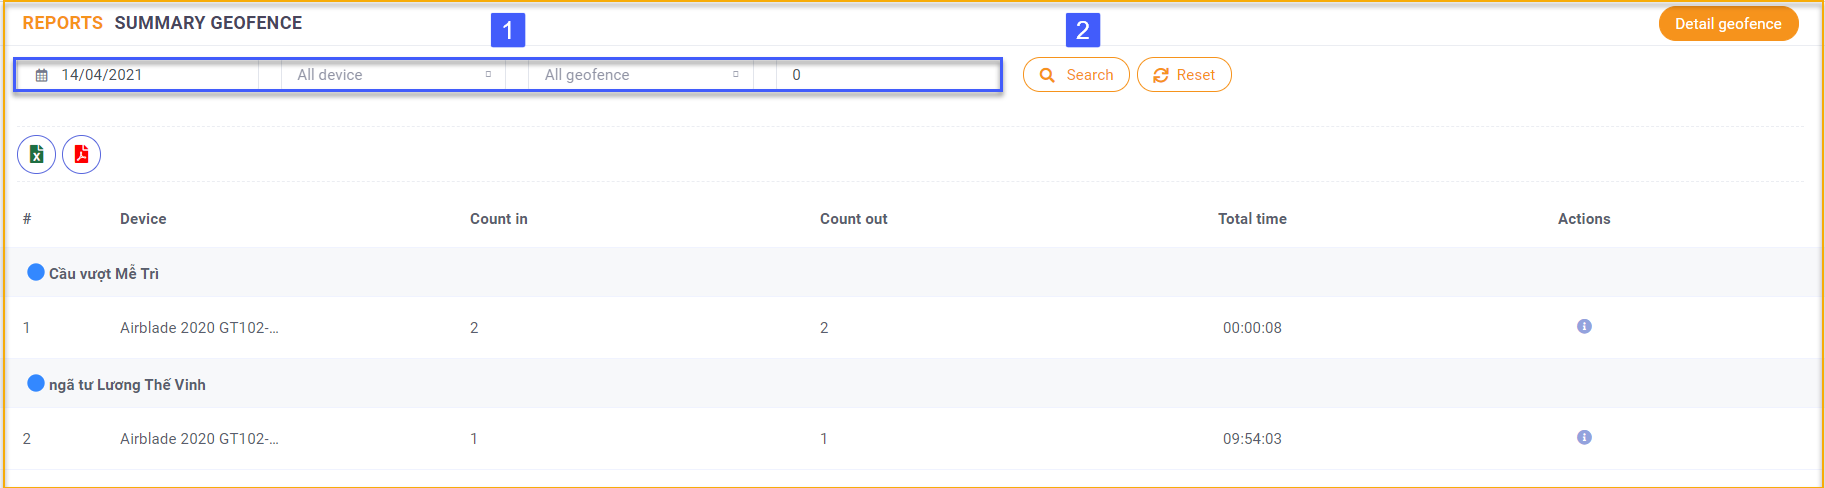 REPORTS SUMMARY GEOFENCE 1 2 Detail geofence
14/04/2021 All device All geofence 0 Search Reset
# Device Count in Count out Total time Actions
Cầu vượt Mễ Trì
1 Airblade 2020 GT102-... 2 2 00:00:08
ngã tư Lương Thế Vinh
2 Airblade 2020 GT102-... 1 1 09:54:03